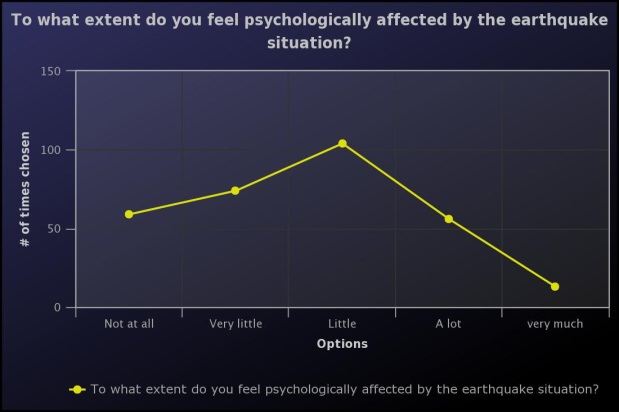 To what extent do you feel psychologically affected by the earthquake
situation?
150
100
50
0
# of times chosen
Not at all
Very little
Little
A lot
very much
Options
To what extent do you feel psychologically affected by the earthquake situation?